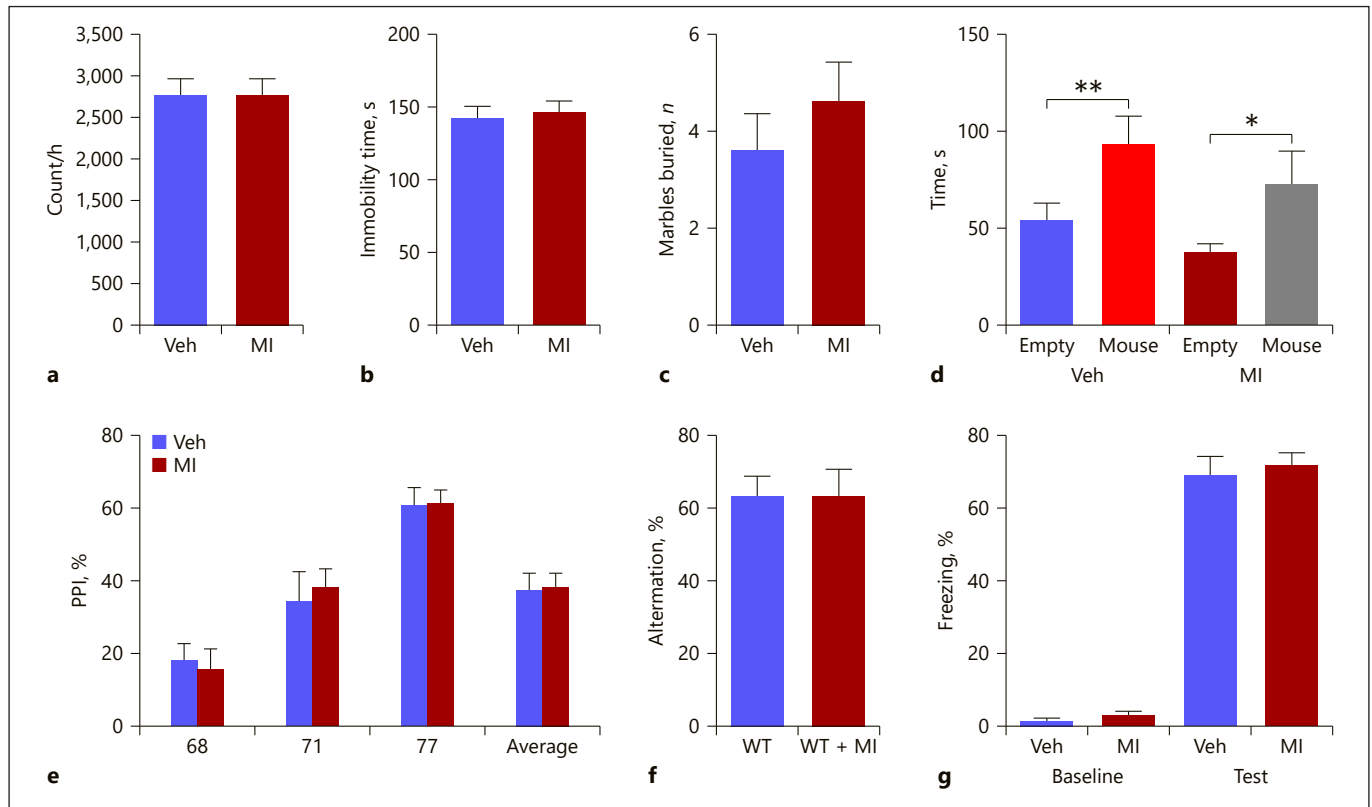 3,500
3,000
2,500
2,000
1,500
1,000
500
0
Count/h
Veh MI
a
200
150
100
50
0
Immobility time, s
Veh MI
b
6
4
2
0
Marbles buried, n
Veh MI
c
150
100
50
0
Time, s
** *
Empty Mouse Empty Mouse
Veh MI
d
80
60
40
20
0
PPI, %
Veh
MI
68 71 77 Average
e
80
60
40
20
0
Altermation, %
WT WT + MI
f
80
60
40
20
0
Freezing, %
Veh MI Veh MI
Baseline Test
g